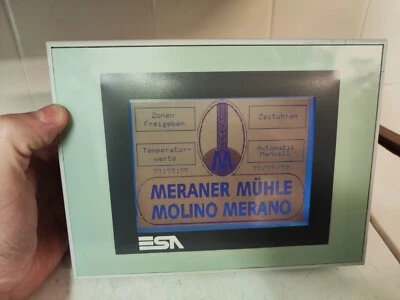 Zonen
Freigeben
Zeituhren
Temperatur-
werte
Automatik
Manuell
??:??:??
??/??/??
MERANER MÜHLE
MOLINO MERANO
ESA